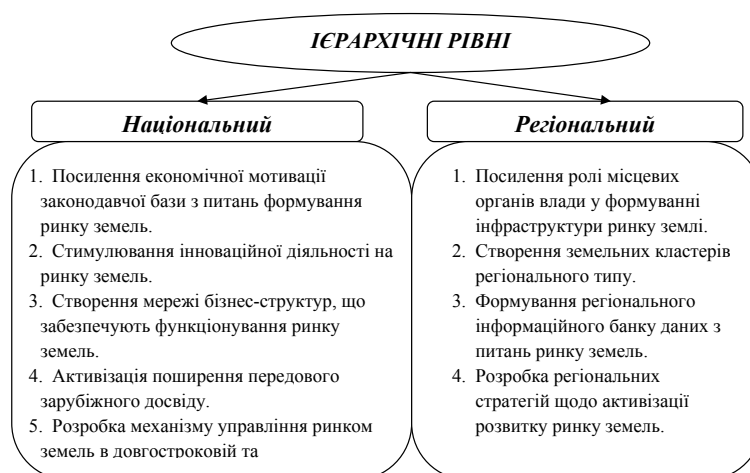 ІЄРАРХІЧНІ РІВНІ
Національний
1. Посилення економічної мотивації
законодавчої бази з питань формування
ринку земель.
2. Стимулювання інноваційної діяльності на
ринку земель.
3. Створення мережі бізнес-структур, що
забезпечують функціонування ринку
земель.
4. Активізація поширення передового
зарубіжного досвіду.
5. Розробка механізму управління ринком
земель в довгостроковій та
Регіональний
1. Посилення ролі місцевих
органів влади у формуванні
інфраструктури ринку землі.
2. Створення земельних кластерів
регіонального типу.
3. Формування регіонального
інформаційного банку даних з
питань ринку земель.
4. Розробка регіональних
стратегій щодо активізації
розвитку ринку земель.